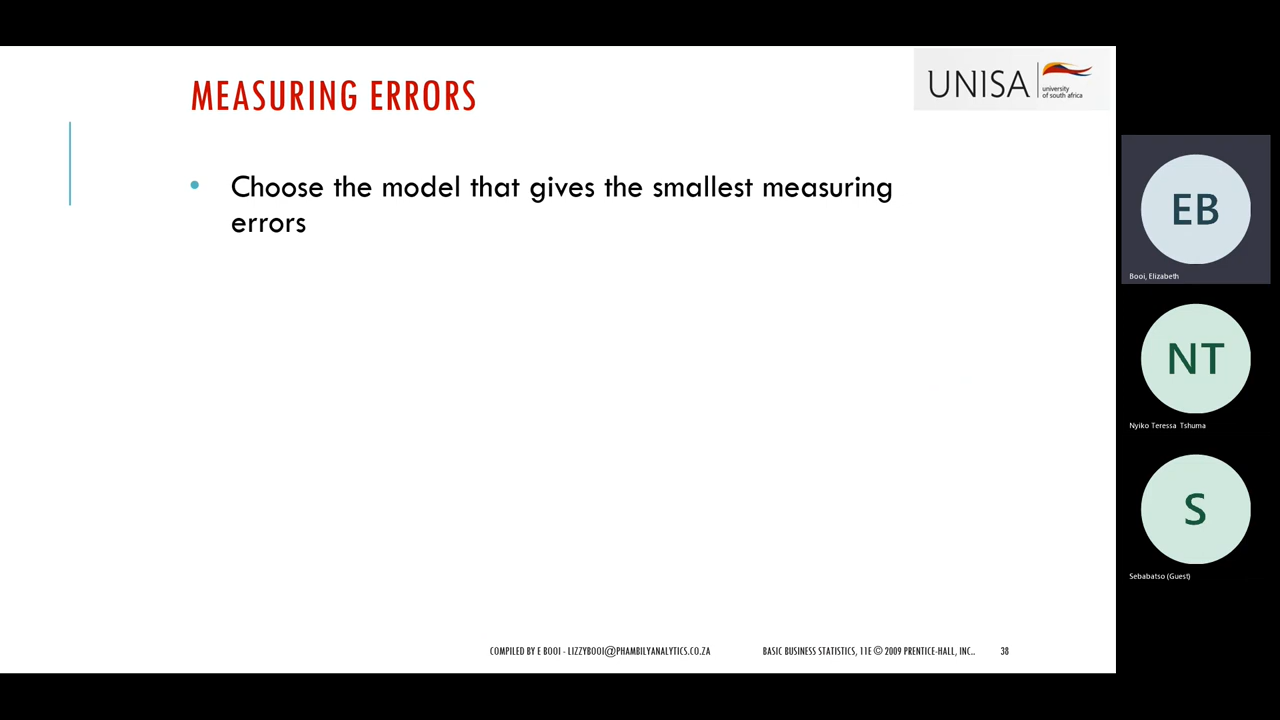 MEASURING ERRORS
UNISA
university
of south africa
• Choose the model that gives the smallest measuring
errors
EB
Booi, Elizabeth
NT
Nyiko Teressa Tshuma
S
Sebabatso (Guest)
COMPILED BY E BOOI - LIZZYBOOI@PHAMBILYANALYTICS.CO.ZA BASIC BUSINESS STATISTICS, 11E © 2009 PRENTICE-HALL, INC.. 38